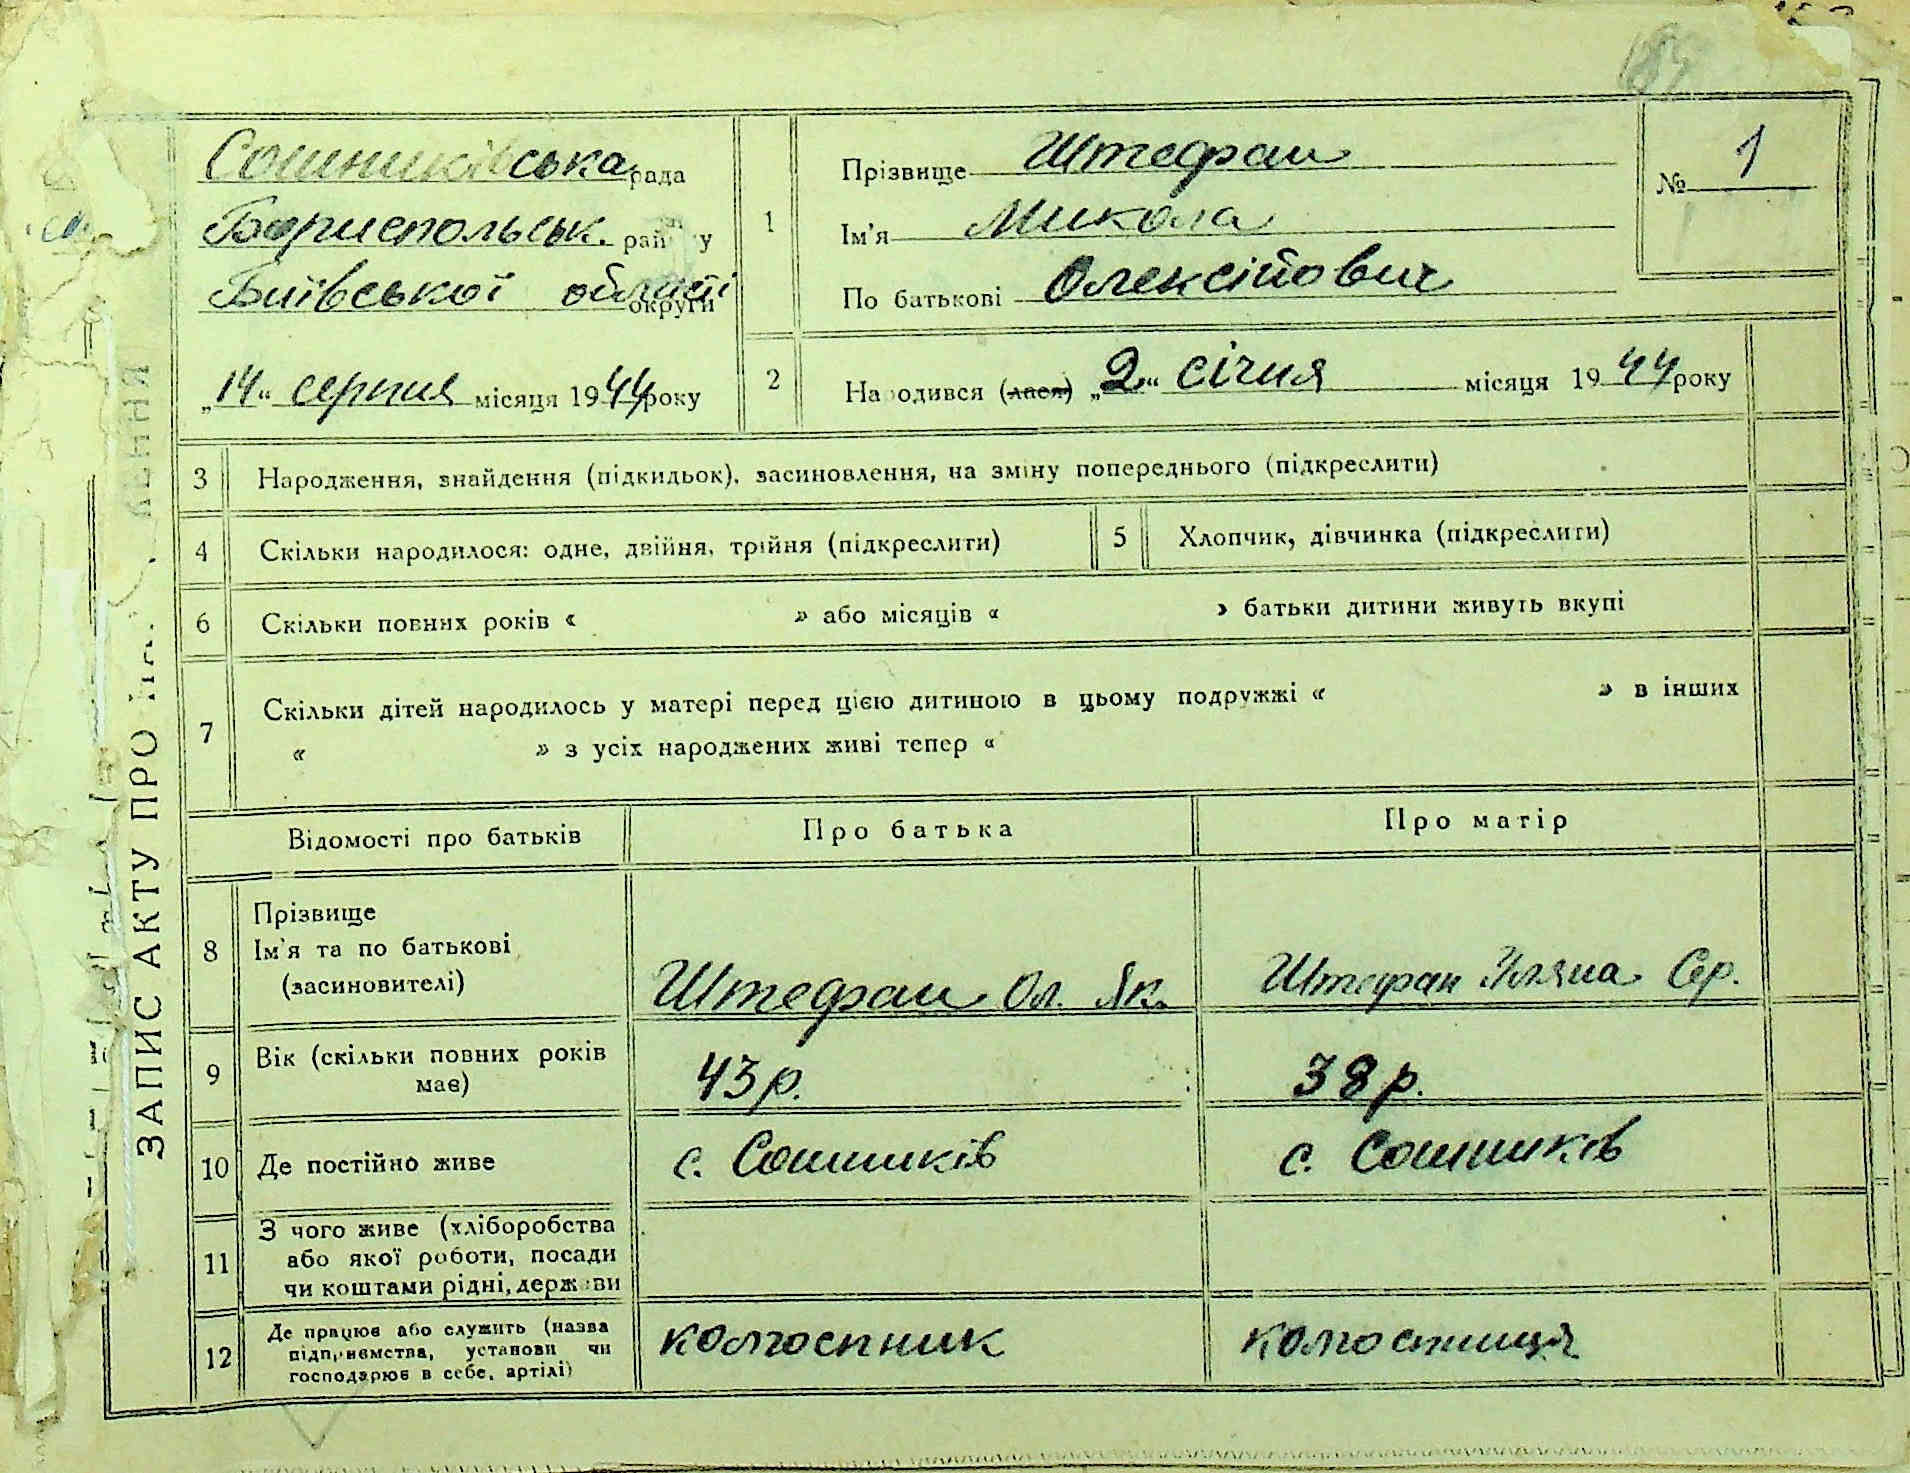 Сошниківська рада
Бориспольськ. району
Київської області округи
„14“ серпня місяця 1944 року
1
Прізвище Штефан
Ім'я Микола
По батькові Олексійович
№ 1
2
Народився (лася) „2“ січня місяця 1944 року
3 Народження, знайдення (підкидьок), засиновлення, на зміну попереднього (підкреслити)
4 Скільки народилося: одне, двійня, трійня (підкреслити)
5 Хлопчик, дівчинка (підкреслити)
6 Скільки повних років « » або місяців « » батьки дитини живуть вкупі
7 Скільки дітей народилось у матері перед цією дитиною в цьому подружжі « » в інших
« » з усіх народжених живі тепер «
Відомості про батьків
Про батька
Про матір
8 Прізвище
Ім'я та по батькові
(засиновителі)
Штефан Ол. Як.
Штефан Уляна Сер.
9 Вік (скільки повних років
має)
43 р.
38 р.
10 Де постійно живе
с. Сошників
с. Сошників
11 З чого живе (хліборобства
або якої роботи, посади
чи коштами рідні, держави
12 Де працює або служить (назва
підприємства, установи чи
господарює в себе, артілі)
колгоспник
колгоспниця
ЗАПИС АКТУ ПРО